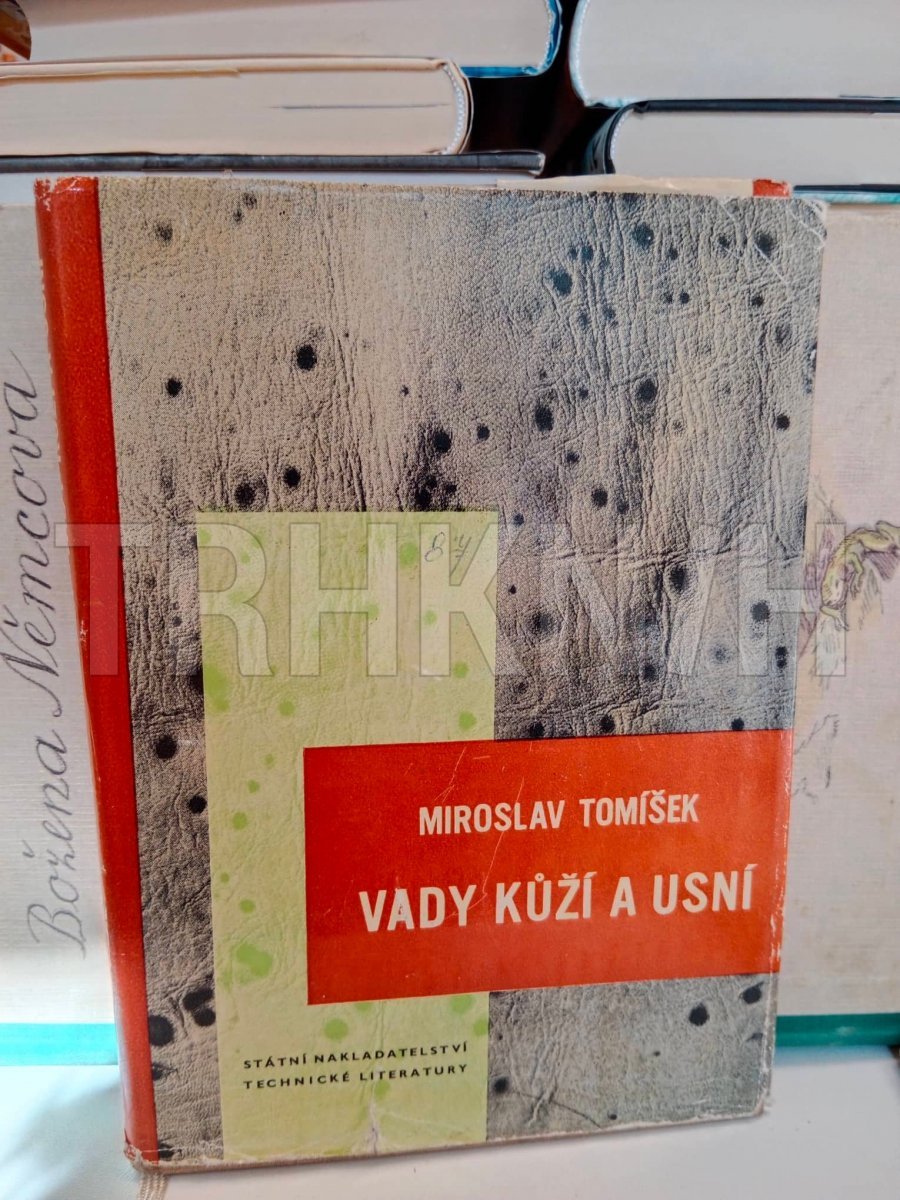 Božena Němcová
TRHKNIH
MIROSLAV TOMÍŠEK
VADY KŮŽÍ A USNÍ
STÁTNÍ NAKLADATELSTVÍ
TECHNICKÉ LITERATURY